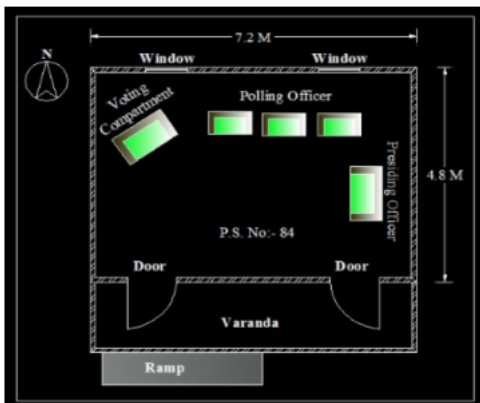 7.2 M
N
Window
Window
Voting
Compartment
Polling Officer
Presiding Officer
4.8 M
P.S. No:- 84
Door
Door
Varanda
Ramp